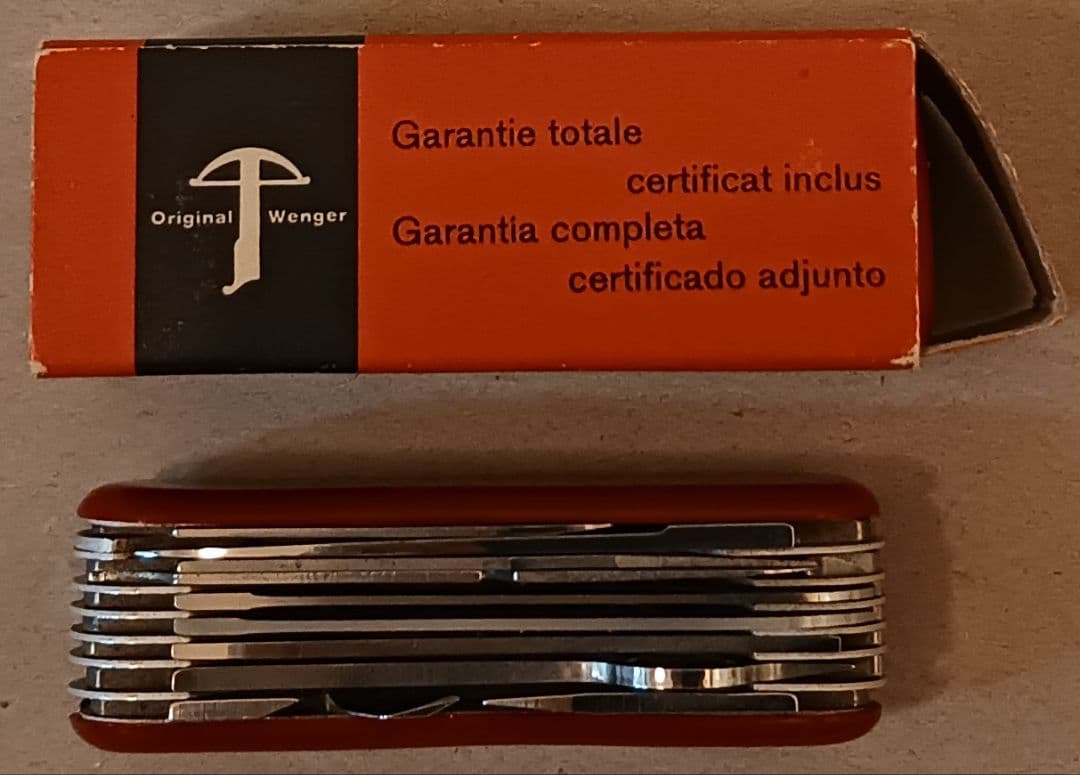 Original Wenger
Garantie totale
certificat inclus
Garantia completa
certificado adjunto